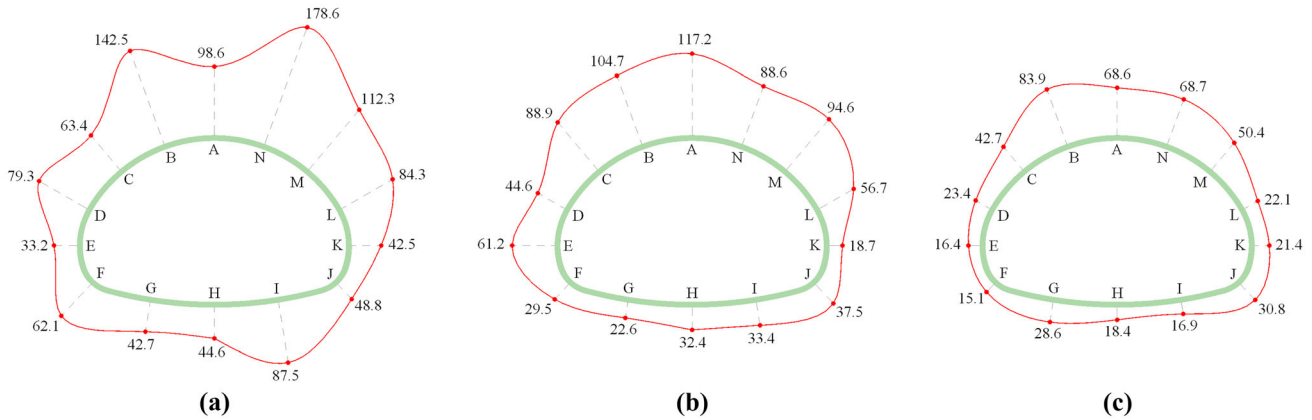 178.6
142.5
98.6
112.3
63.4
A
B
N
C
M
84.3
79.3
D
L
33.2
E
K
42.5
F
J
G
H
I
48.8
62.1
42.7
44.6
87.5
(a)
117.2
104.7
88.6
94.6
88.9
A
B
N
C
M
44.6
56.7
D
L
61.2
E
K
18.7
F
J
G
H
I
29.5
37.5
22.6
32.4
33.4
(b)
83.9
68.6
68.7
50.4
42.7
A
B
N
C
M
23.4
22.1
D
L
16.4
E
K
21.4
F
J
G
H
I
15.1
30.8
28.6
18.4
16.9
(c)